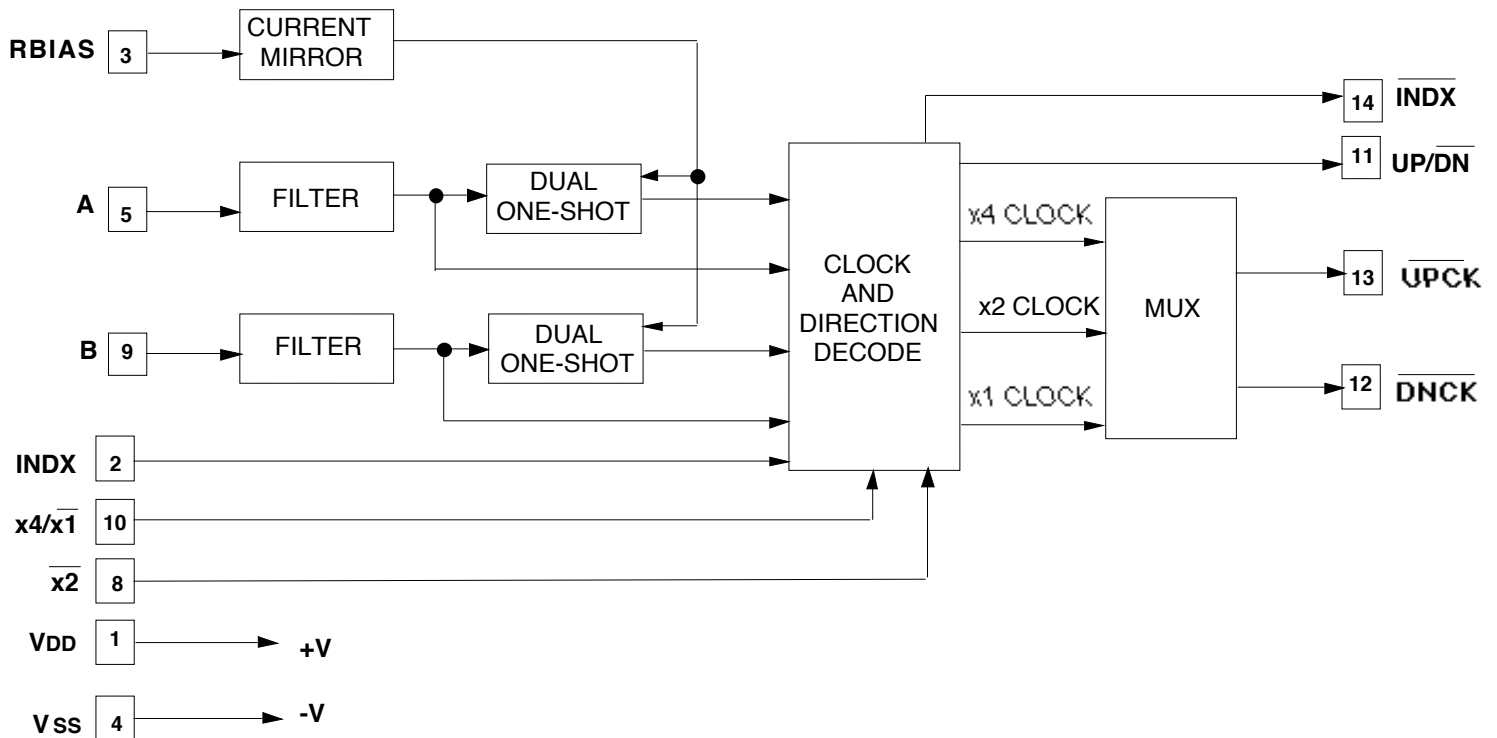 RBIAS 3
CURRENT
MIRROR
14 INDX
11 UP/DN
A 5
FILTER
DUAL
ONE-SHOT
x4 CLOCK
CLOCK
AND
DIRECTION
DECODE
13 UPCK
x2 CLOCK
MUX
B 9
FILTER
DUAL
ONE-SHOT
x1 CLOCK
12 DNCK
INDX 2
x4/x1 10
x2 8
VDD 1 +V
VSS 4 -V